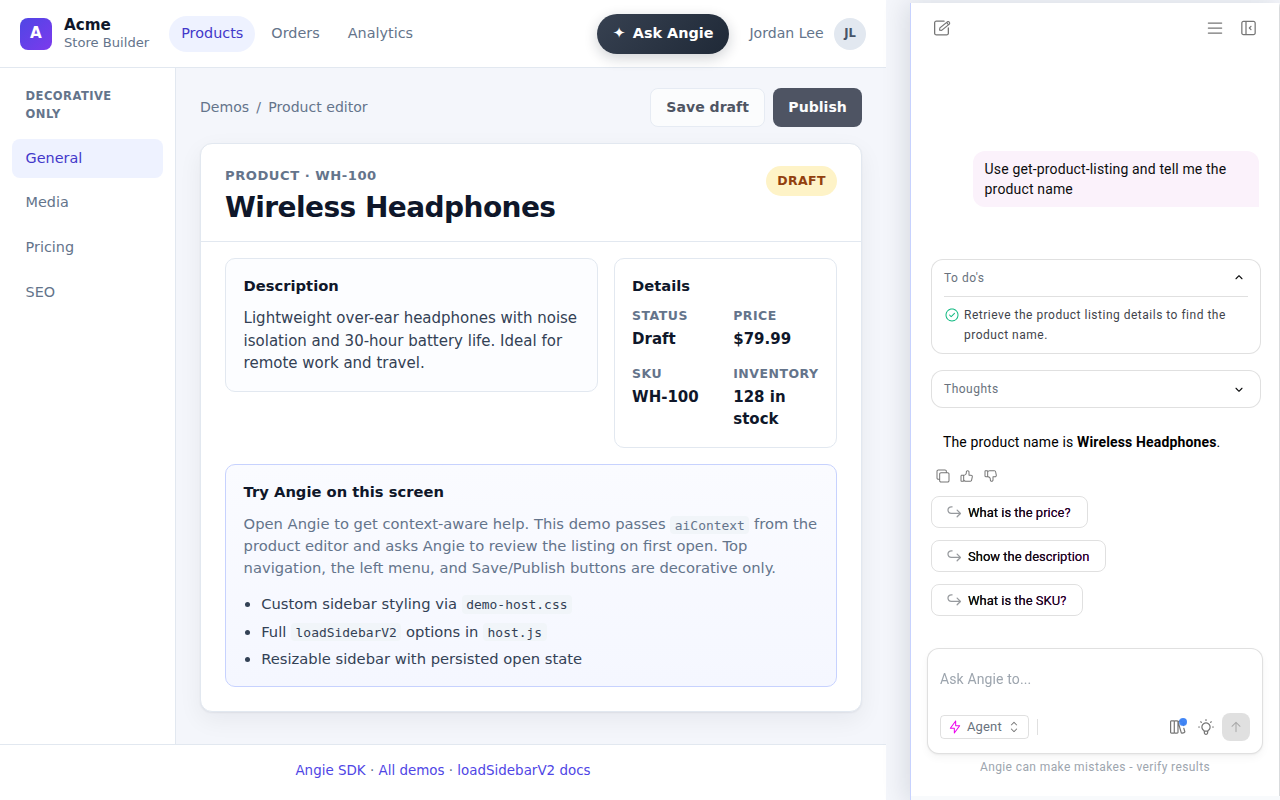 A
Acme
Store Builder
Products
Orders
Analytics
✦ Ask Angie
Jordan Lee
JL
DECORATIVE
ONLY
General
Media
Pricing
SEO
Demos / Product editor
Save draft
Publish
PRODUCT · WH-100
DRAFT
Wireless Headphones
Description
Lightweight over-ear headphones with noise
isolation and 30-hour battery life. Ideal for
remote work and travel.
Details
STATUS
PRICE
Draft
$79.99
SKU
INVENTORY
WH-100
128 in
stock
Try Angie on this screen
Open Angie to get context-aware help. This demo passes aiContext from the
product editor and asks Angie to review the listing on first open. Top
navigation, the left menu, and Save/Publish buttons are decorative only.
• Custom sidebar styling via demo-host.css
• Full loadSidebarV2 options in host.js
• Resizable sidebar with persisted open state
Angie SDK · All demos · loadSidebarV2 docs
Use get-product-listing and tell me the
product name
To do's
Retrieve the product listing details to find the
product name.
Thoughts
The product name is Wireless Headphones.
What is the price?
Show the description
What is the SKU?
Ask Angie to...
Agent
Angie can make mistakes - verify results